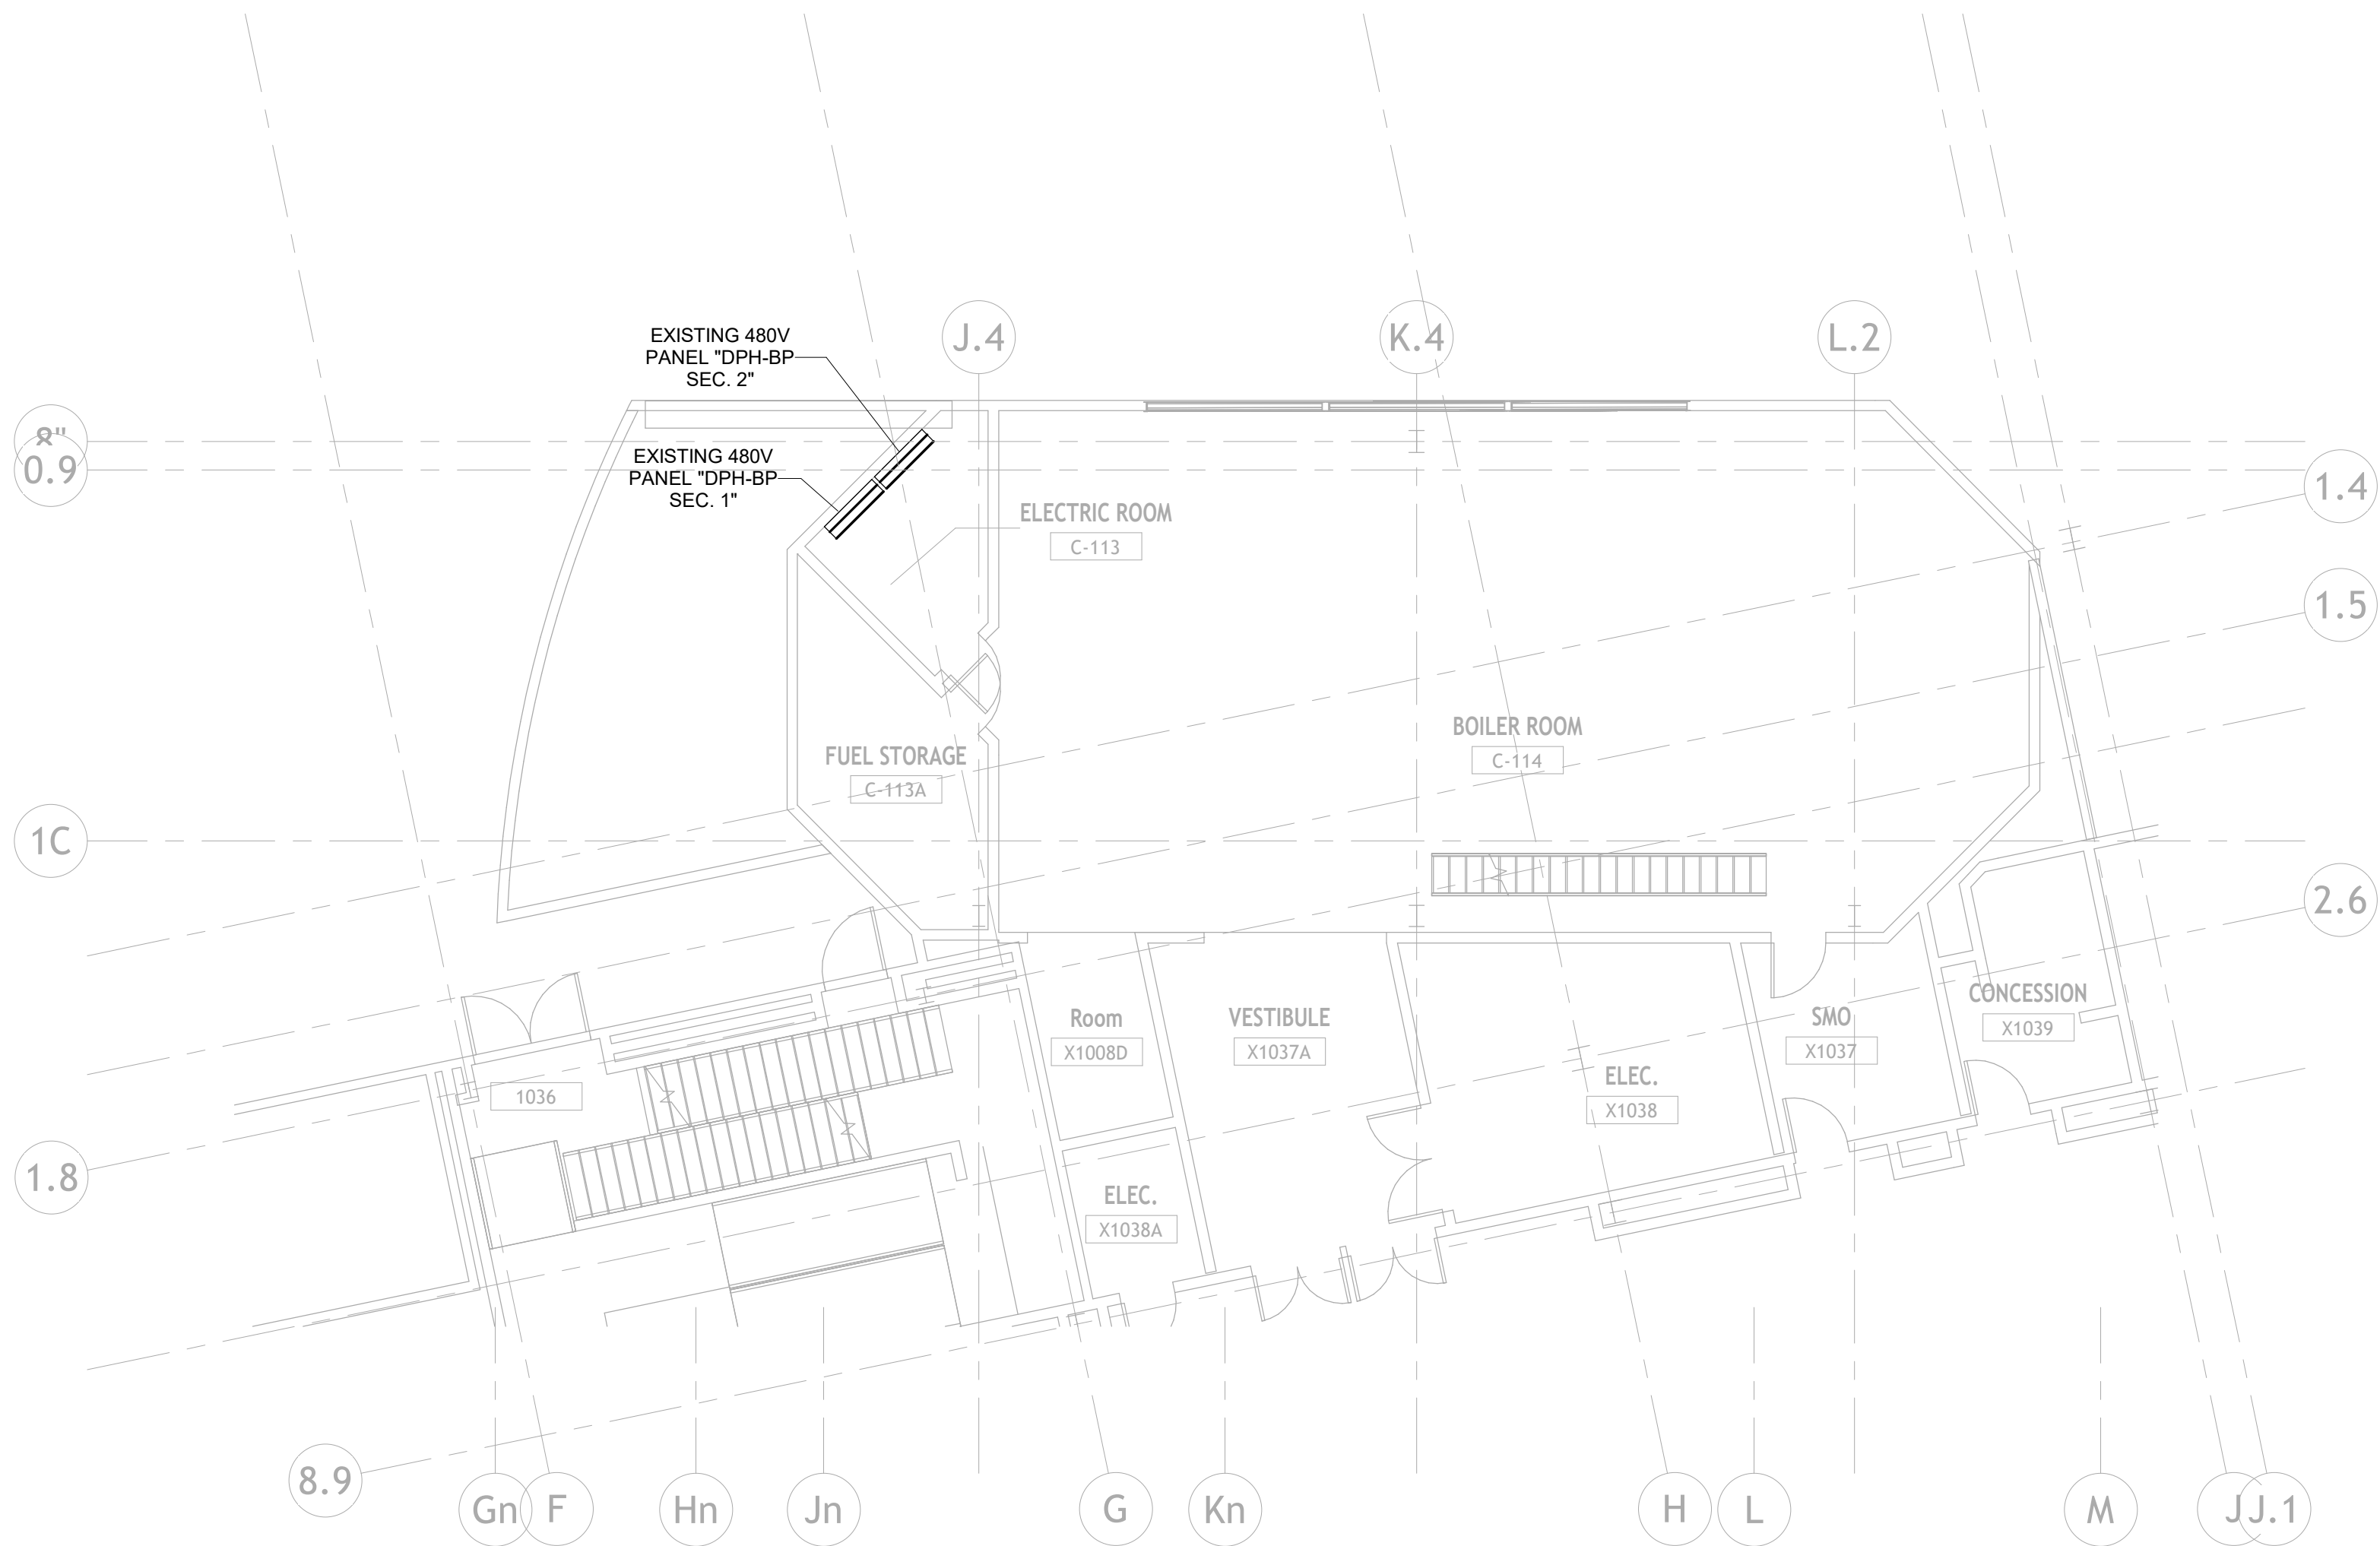 EXISTING 480V
PANEL "DPH-BP
SEC. 2"
J.4
K.4
L.2
8"
0.9
EXISTING 480V
PANEL "DPH-BP
SEC. 1"
1.4
ELECTRIC ROOM
C-113
1.5
BOILER ROOM
C-114
FUEL STORAGE
C-113A
1C
2.6
CONCESSION
X1039
Room
X1008D
VESTIBULE
X1037A
SMO
X1037
ELEC.
X1038
1036
1.8
ELEC.
X1038A
8.9
Gn
F
Hn
Jn
G
Kn
H
L
M
J
J.1